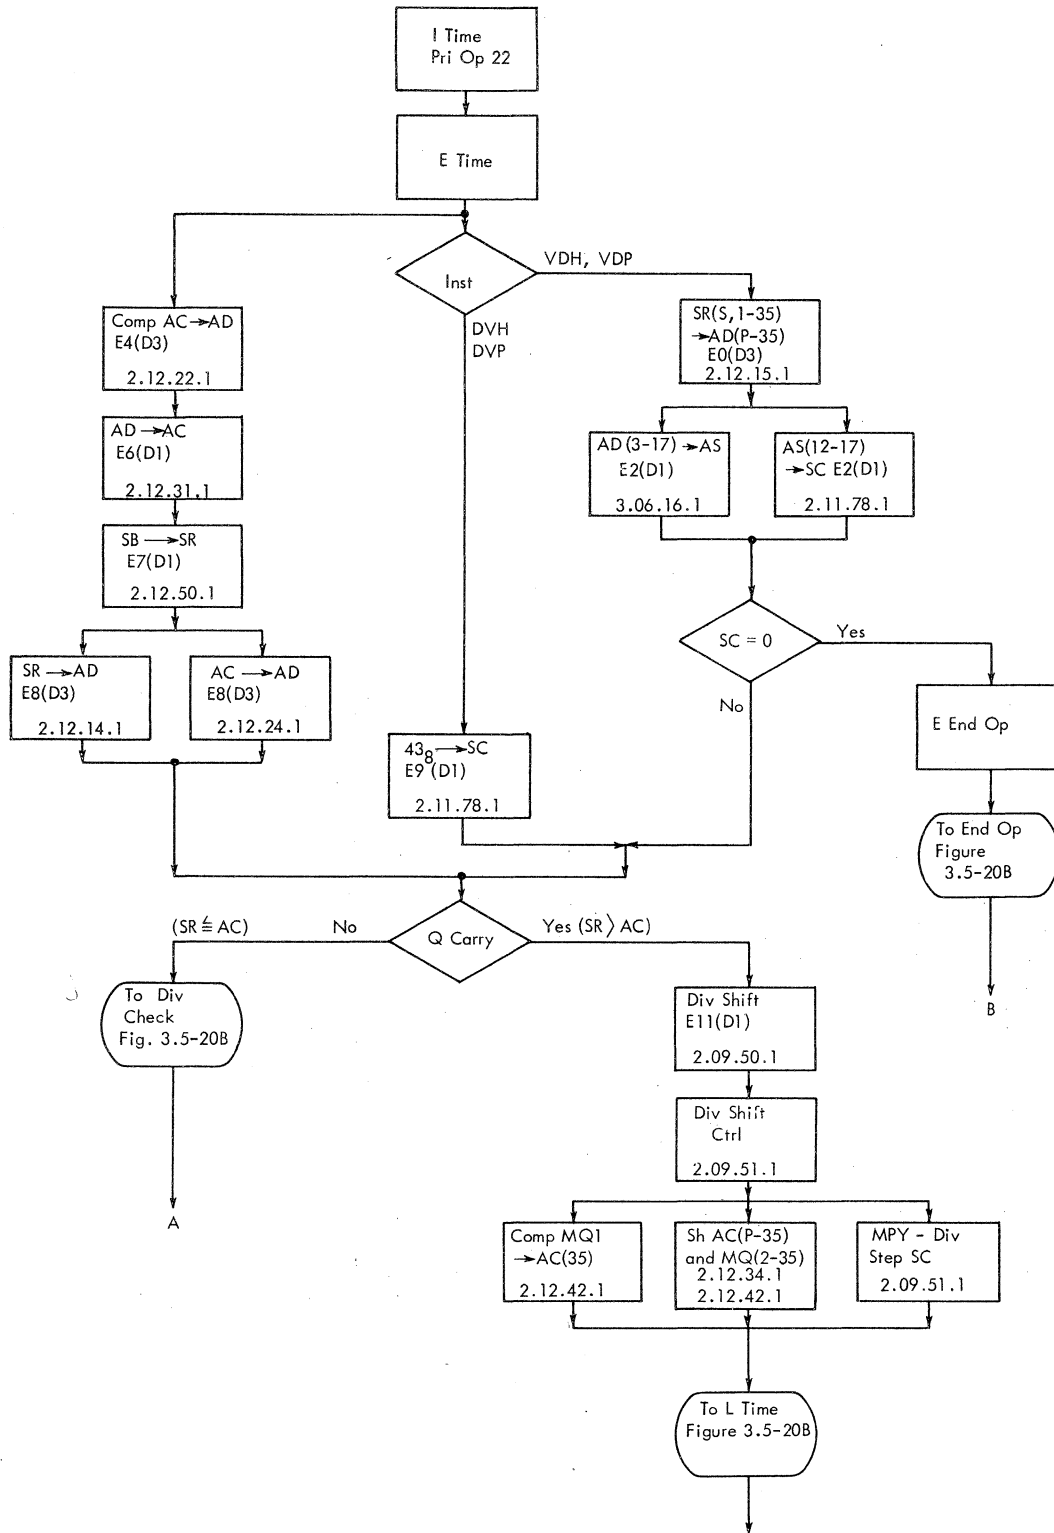 I Time
Pri Op 22
E Time
Inst
VDH, VDP
DVH
DVP
Comp AC→AD
E4(D3)
2.12.22.1
AD→AC
E6(D1)
2.12.31.1
SB→SR
E7(D1)
2.12.50.1
SR→AD
E8(D3)
2.12.14.1
AC→AD
E8(D3)
2.12.24.1
SR(S,1-35)
→AD(P-35)
E0(D3)
2.12.15.1
AD(3-17)→AS
E2(D1)
3.06.16.1
AS(12-17)
→SC E2(D1)
2.11.78.1
SC = 0
Yes
No
E End Op
43₈→SC
E9 (D1)
2.11.78.1
To End Op
Figure
3.5-20B
B
(SR ≦ AC)
No
Q Carry
Yes (SR > AC)
To Div
Check
Fig. 3.5-20B
A
Div Shift
E11(D1)
2.09.50.1
Div Shift
Ctrl
2.09.51.1
Comp MQ1
→AC(35)
2.12.42.1
Sh AC(P-35)
and MQ(2-35)
2.12.34.1
2.12.42.1
MPY - Div
Step SC
2.09.51.1
To L Time
Figure 3.5-20B